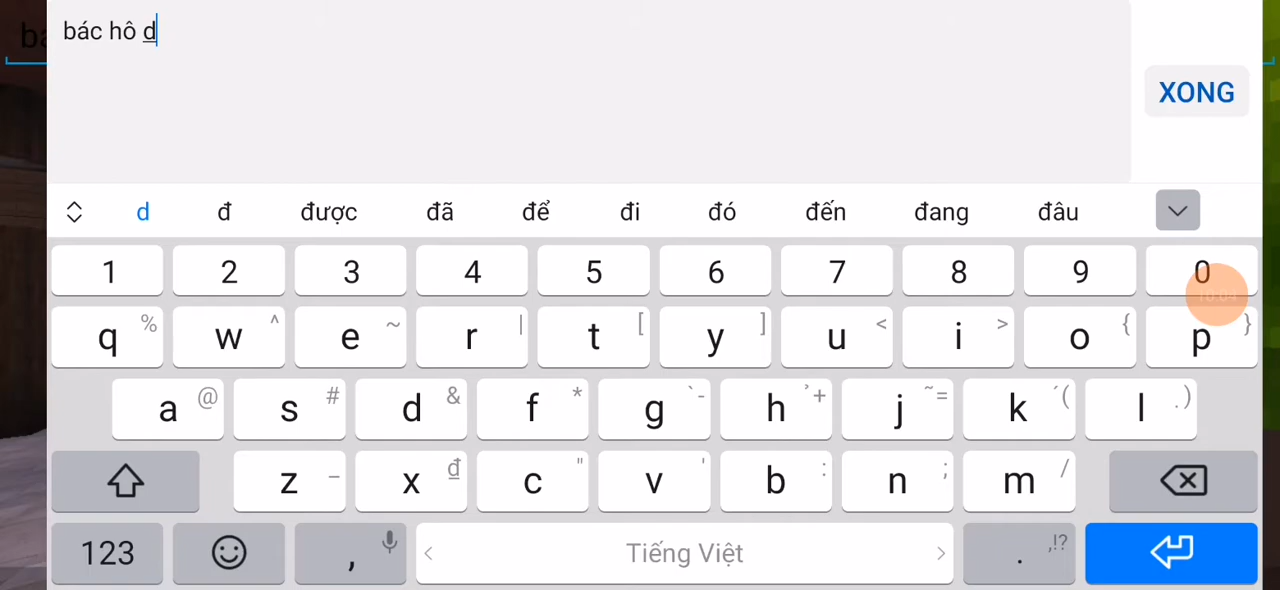 bác hô d
XONG
d đ được đã để đi đó đến đang đâu
1 2 3 4 5 6 7 8 9 0
q % w ^ e ~ r | t [ y ] u < i > o { p }
a @ s # d & f * g ` - h ̉ + j ~ = k ´ ( l . )
z _ x ₫ c " v ' b : n ; m /
123 , < Tiếng Việt > . ,!?